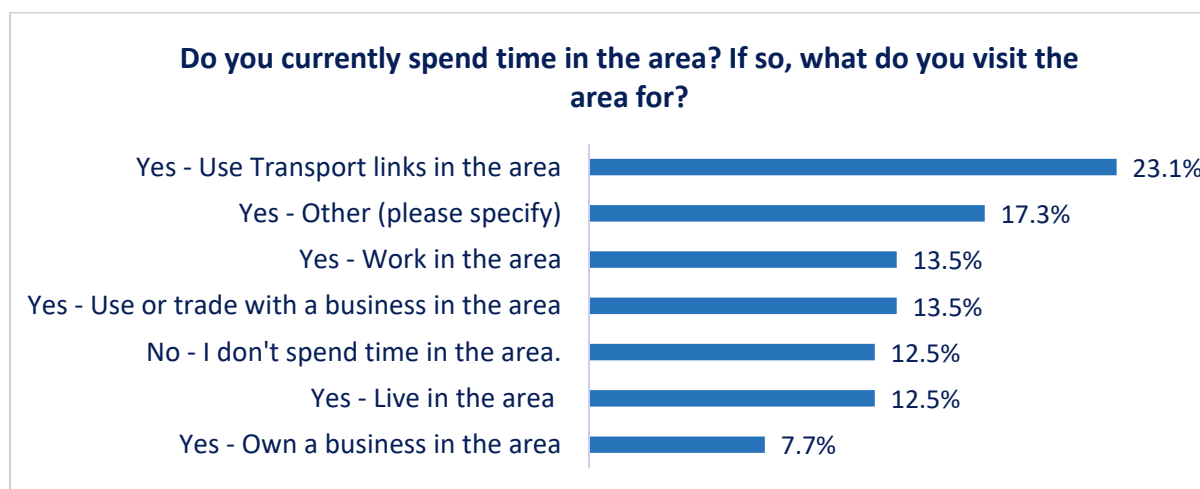 Do you currently spend time in the area? If so, what do you visit the
area for?
Yes - Use Transport links in the area 23.1%
Yes - Other (please specify) 17.3%
Yes - Work in the area 13.5%
Yes - Use or trade with a business in the area 13.5%
No - I don't spend time in the area. 12.5%
Yes - Live in the area 12.5%
Yes - Own a business in the area 7.7%